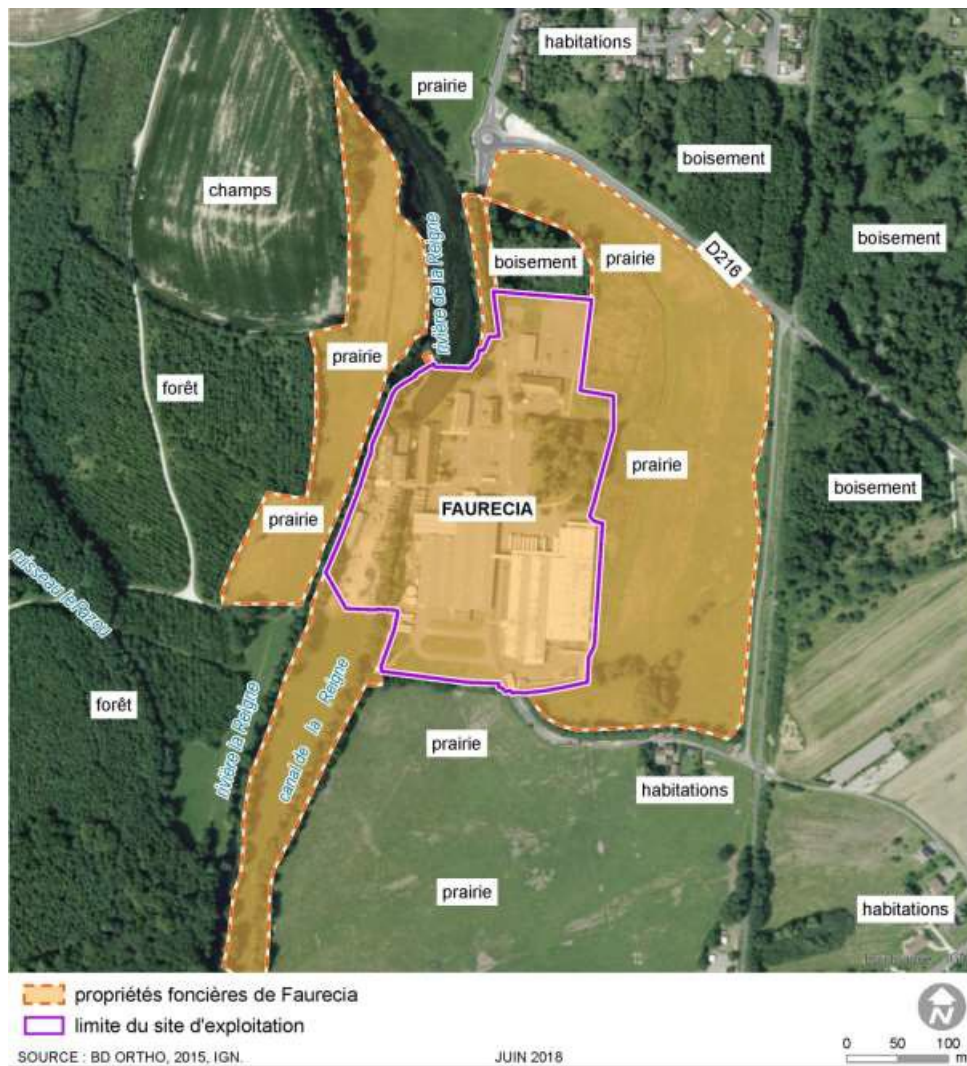 habitations
prairie
boisement
champs
boisement
D216
prairie
boisement
rivière de la Reigne
prairie
forêt
prairie
boisement
prairie
FAURECIA
ruisseau le Pazou
forêt
rivière la Reigne
canal de la Reigne
prairie
habitations
prairie
habitations
propriétés foncières de Faurecia
limite du site d'exploitation
N
SOURCE : BD ORTHO, 2015, IGN.
JUIN 2018
0 50 100
m